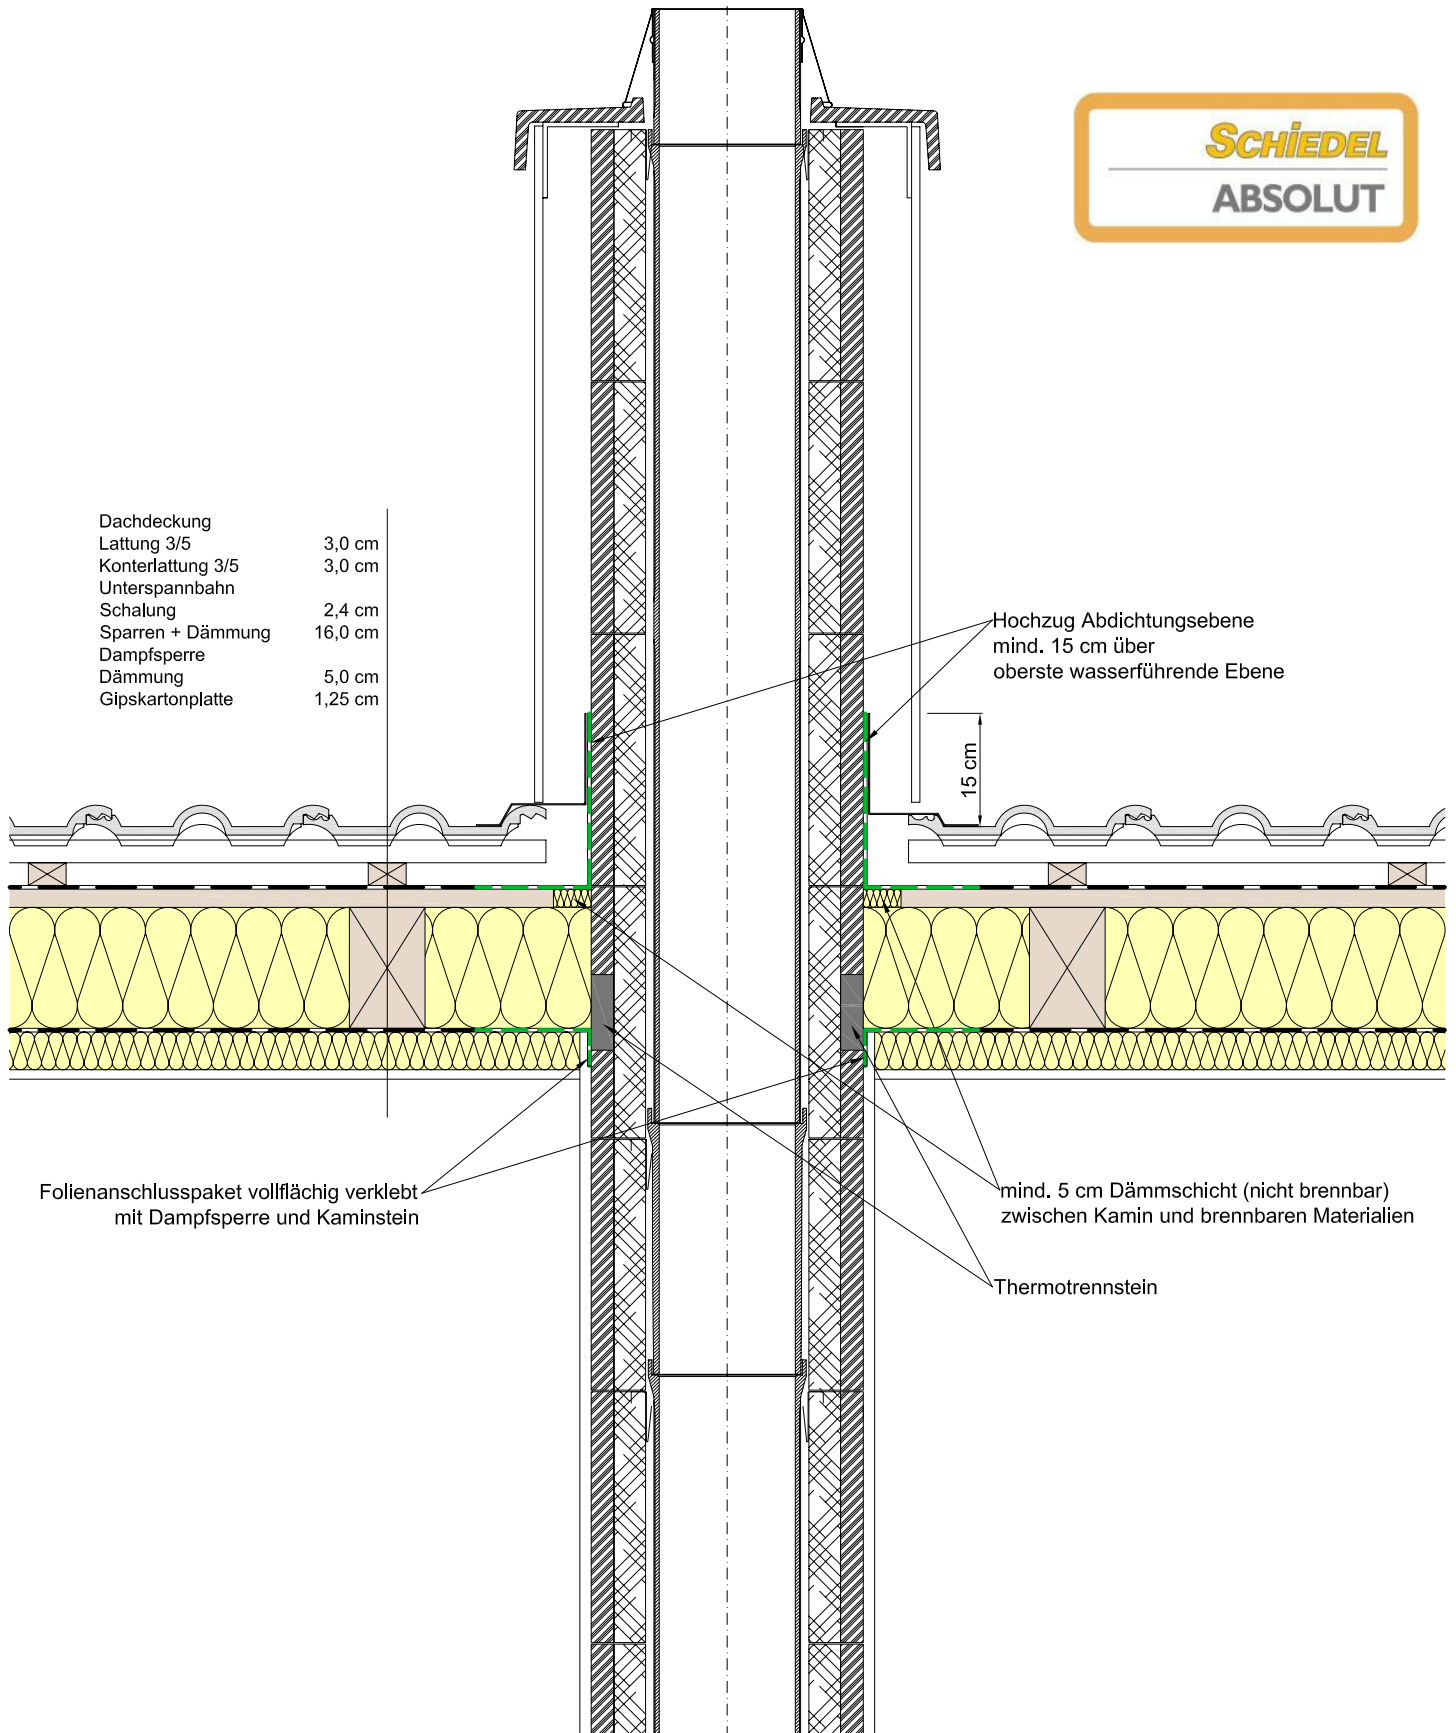 SCHiEDEL
ABSOLUT
Dachdeckung
Lattung 3/5 3,0 cm
Konterlattung 3/5 3,0 cm
Unterspannbahn
Schalung 2,4 cm
Sparren + Dämmung 16,0 cm
Dampfsperre
Dämmung 5,0 cm
Gipskartonplatte 1,25 cm
Hochzug Abdichtungsebene
mind. 15 cm über
oberste wasserführende Ebene
15 cm
Folienanschlusspaket vollflächig verklebt
mit Dampfsperre und Kaminstein
mind. 5 cm Dämmschicht (nicht brennbar)
zwischen Kamin und brennbaren Materialien
Thermotrennstein